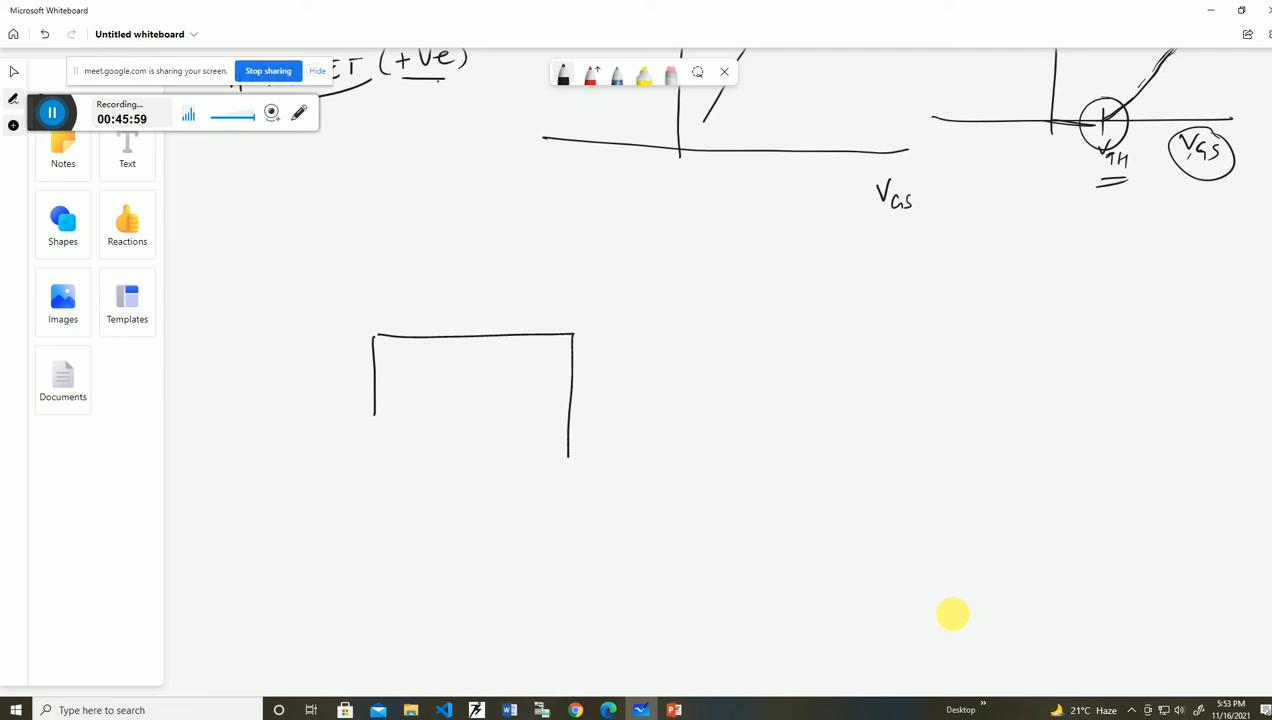 Microsoft Whiteboard
Untitled whiteboard
meet.google.com is sharing your screen.
Stop sharing
Hide
ET (+ve)
Recording...
00:45:59
Notes
Text
Shapes
Reactions
Images
Templates
Documents
VGS
VTH
VGS
Type here to search
Desktop
21°C Haze
5:53 PM
11/16/2021